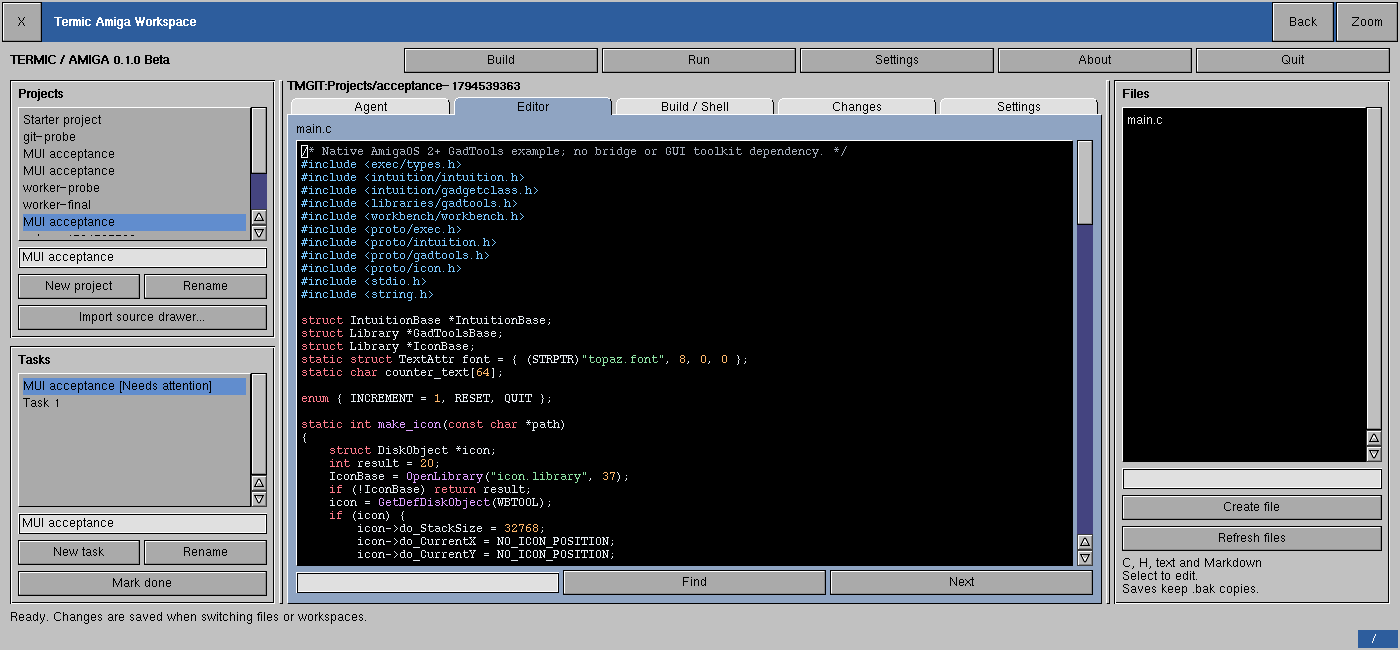 X Termic Amiga Workspace Back Zoom
TERMIC / AMIGA 0.1.0 Beta
Build Run Settings About Quit
Projects
Starter project
git-probe
MUI acceptance
MUI acceptance
worker-probe
worker-final
MUI acceptance
MUI acceptance
New project Rename
Import source drawer...
Tasks
MUI acceptance [Needs attention]
Task 1
MUI acceptance
New task Rename
Mark done
TMGIT:Projects/acceptance-1794539363
Agent Editor Build / Shell Changes Settings
main.c
/* Native AmigaOS 2+ GadTools example; no bridge or GUI toolkit dependency. */
#include <exec/types.h>
#include <intuition/intuition.h>
#include <intuition/gadgetclass.h>
#include <libraries/gadtools.h>
#include <workbench/workbench.h>
#include <proto/exec.h>
#include <proto/intuition.h>
#include <proto/gadtools.h>
#include <proto/icon.h>
#include <stdio.h>
#include <string.h>
struct IntuitionBase *IntuitionBase;
struct Library *GadToolsBase;
struct Library *IconBase;
static struct TextAttr font = { (STRPTR)"topaz.font", 8, 0, 0 };
static char counter_text[64];
enum { INCREMENT = 1, RESET, QUIT };
static int make_icon(const char *path)
{
    struct DiskObject *icon;
    int result = 20;
    IconBase = OpenLibrary("icon.library", 37);
    if (!IconBase) return result;
    icon = GetDefDiskObject(WBTOOL);
    if (icon) {
        icon->do_StackSize = 32768;
        icon->do_CurrentX = NO_ICON_POSITION;
        icon->do_CurrentY = NO_ICON_POSITION;
Find Next
Files
main.c
Create file
Refresh files
C, H, text and Markdown
Select to edit.
Saves keep .bak copies.
Ready. Changes are saved when switching files or workspaces.
/